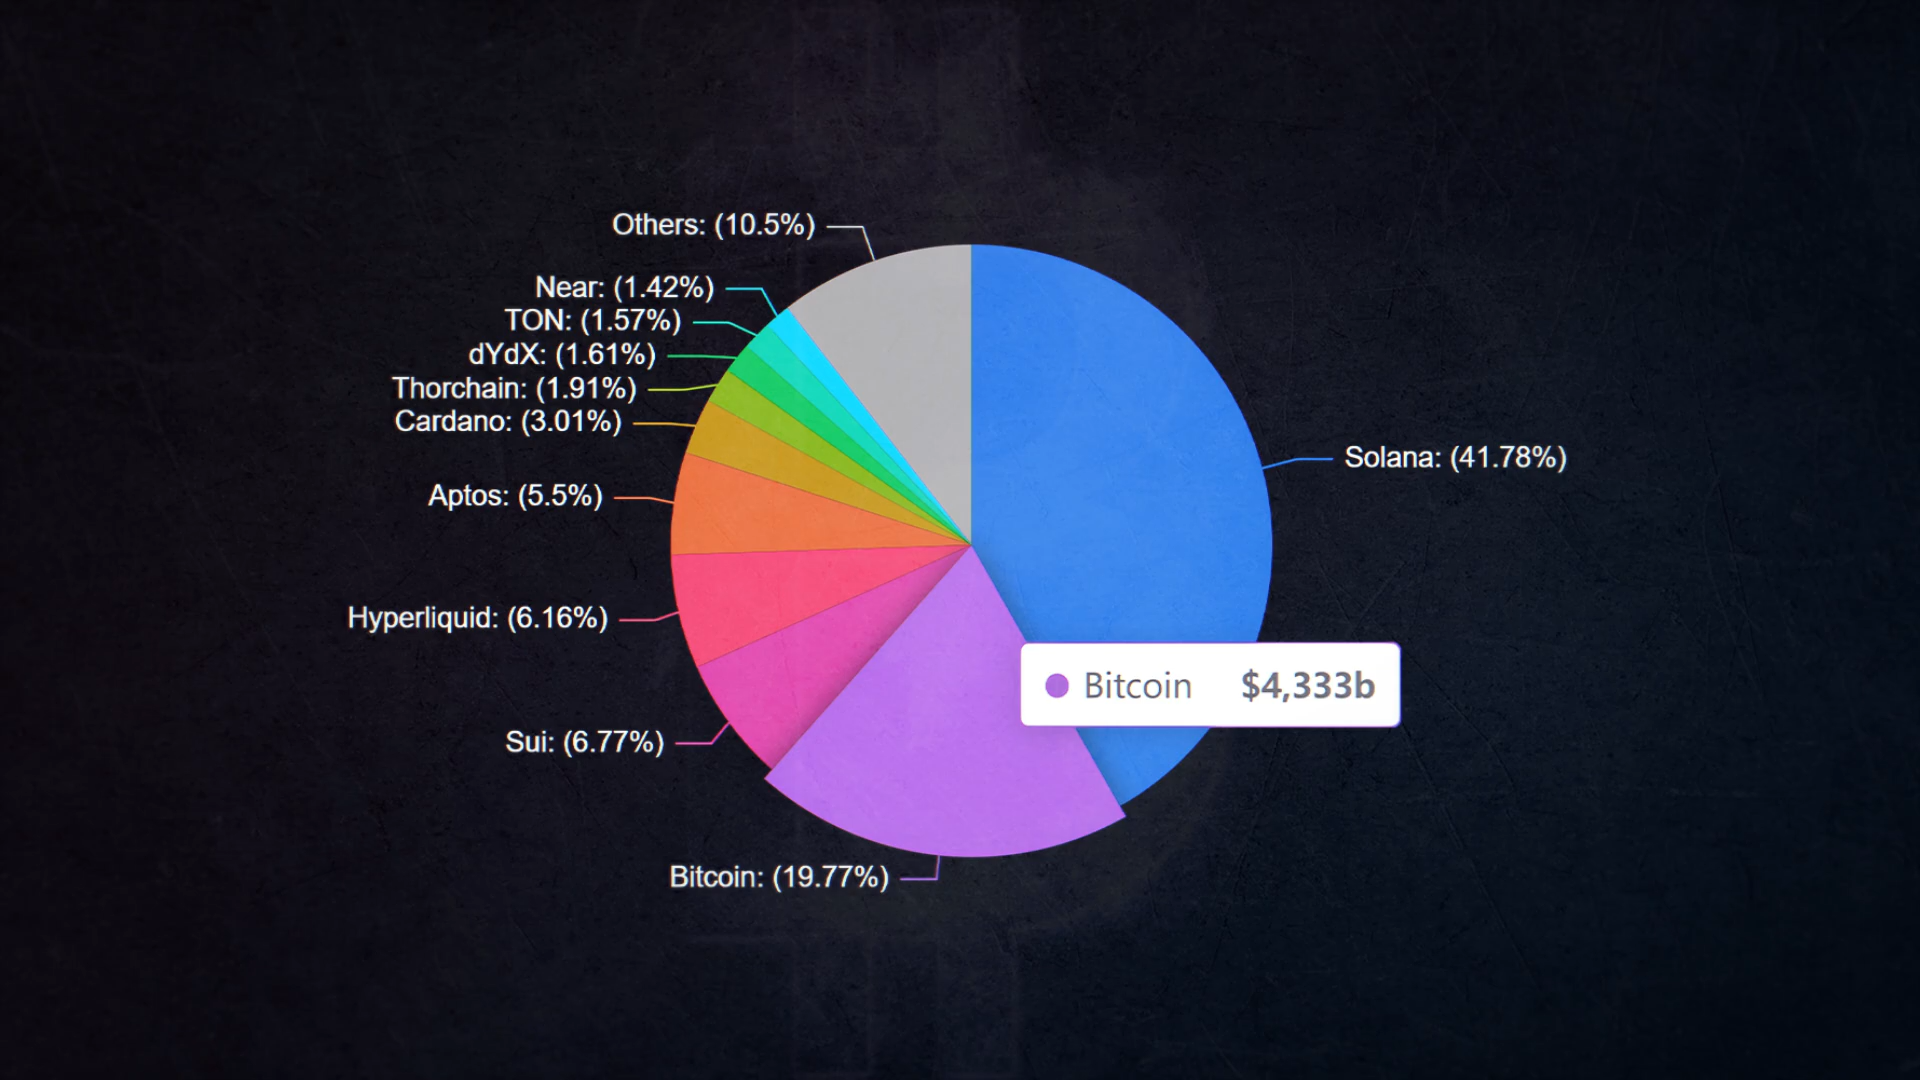 Others: (10.5%)
Near: (1.42%)
TON: (1.57%)
dYdX: (1.61%)
Thorchain: (1.91%)
Cardano: (3.01%)
Solana: (41.78%)
Aptos: (5.5%)
Hyperliquid: (6.16%)
Bitcoin $4,333b
Sui: (6.77%)
Bitcoin: (19.77%)